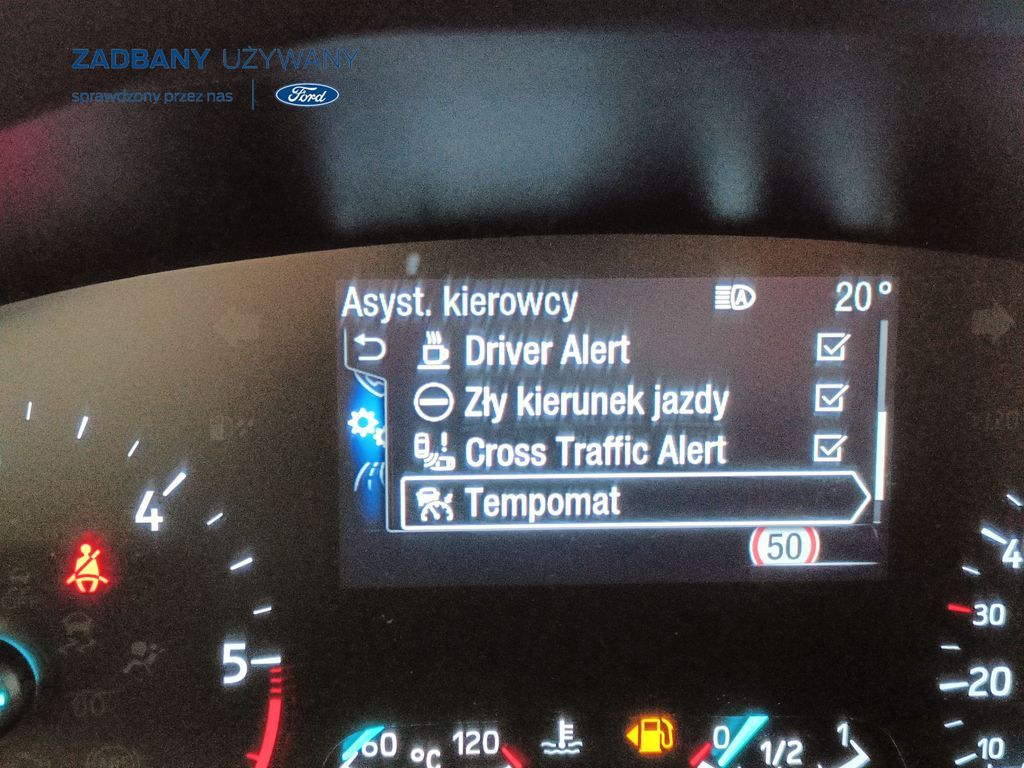 ZADBANY UŻYWANY
sprawdzony przez nas
Ford
Asyst. kierowcy 20°
Driver Alert
Zły kierunek jazdy
Cross Traffic Alert
Tempomat
50
4
5
60 °C 120
0 1/2 1
4
30
20
10